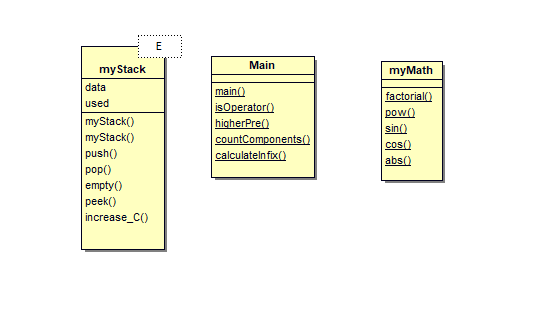 E
myStack
data
used
myStack()
myStack()
push()
pop()
empty()
peek()
increase_C()
Main
main()
isOperator()
higherPre()
countComponents()
calculateInfix()
myMath
factorial()
pow()
sin()
cos()
abs()